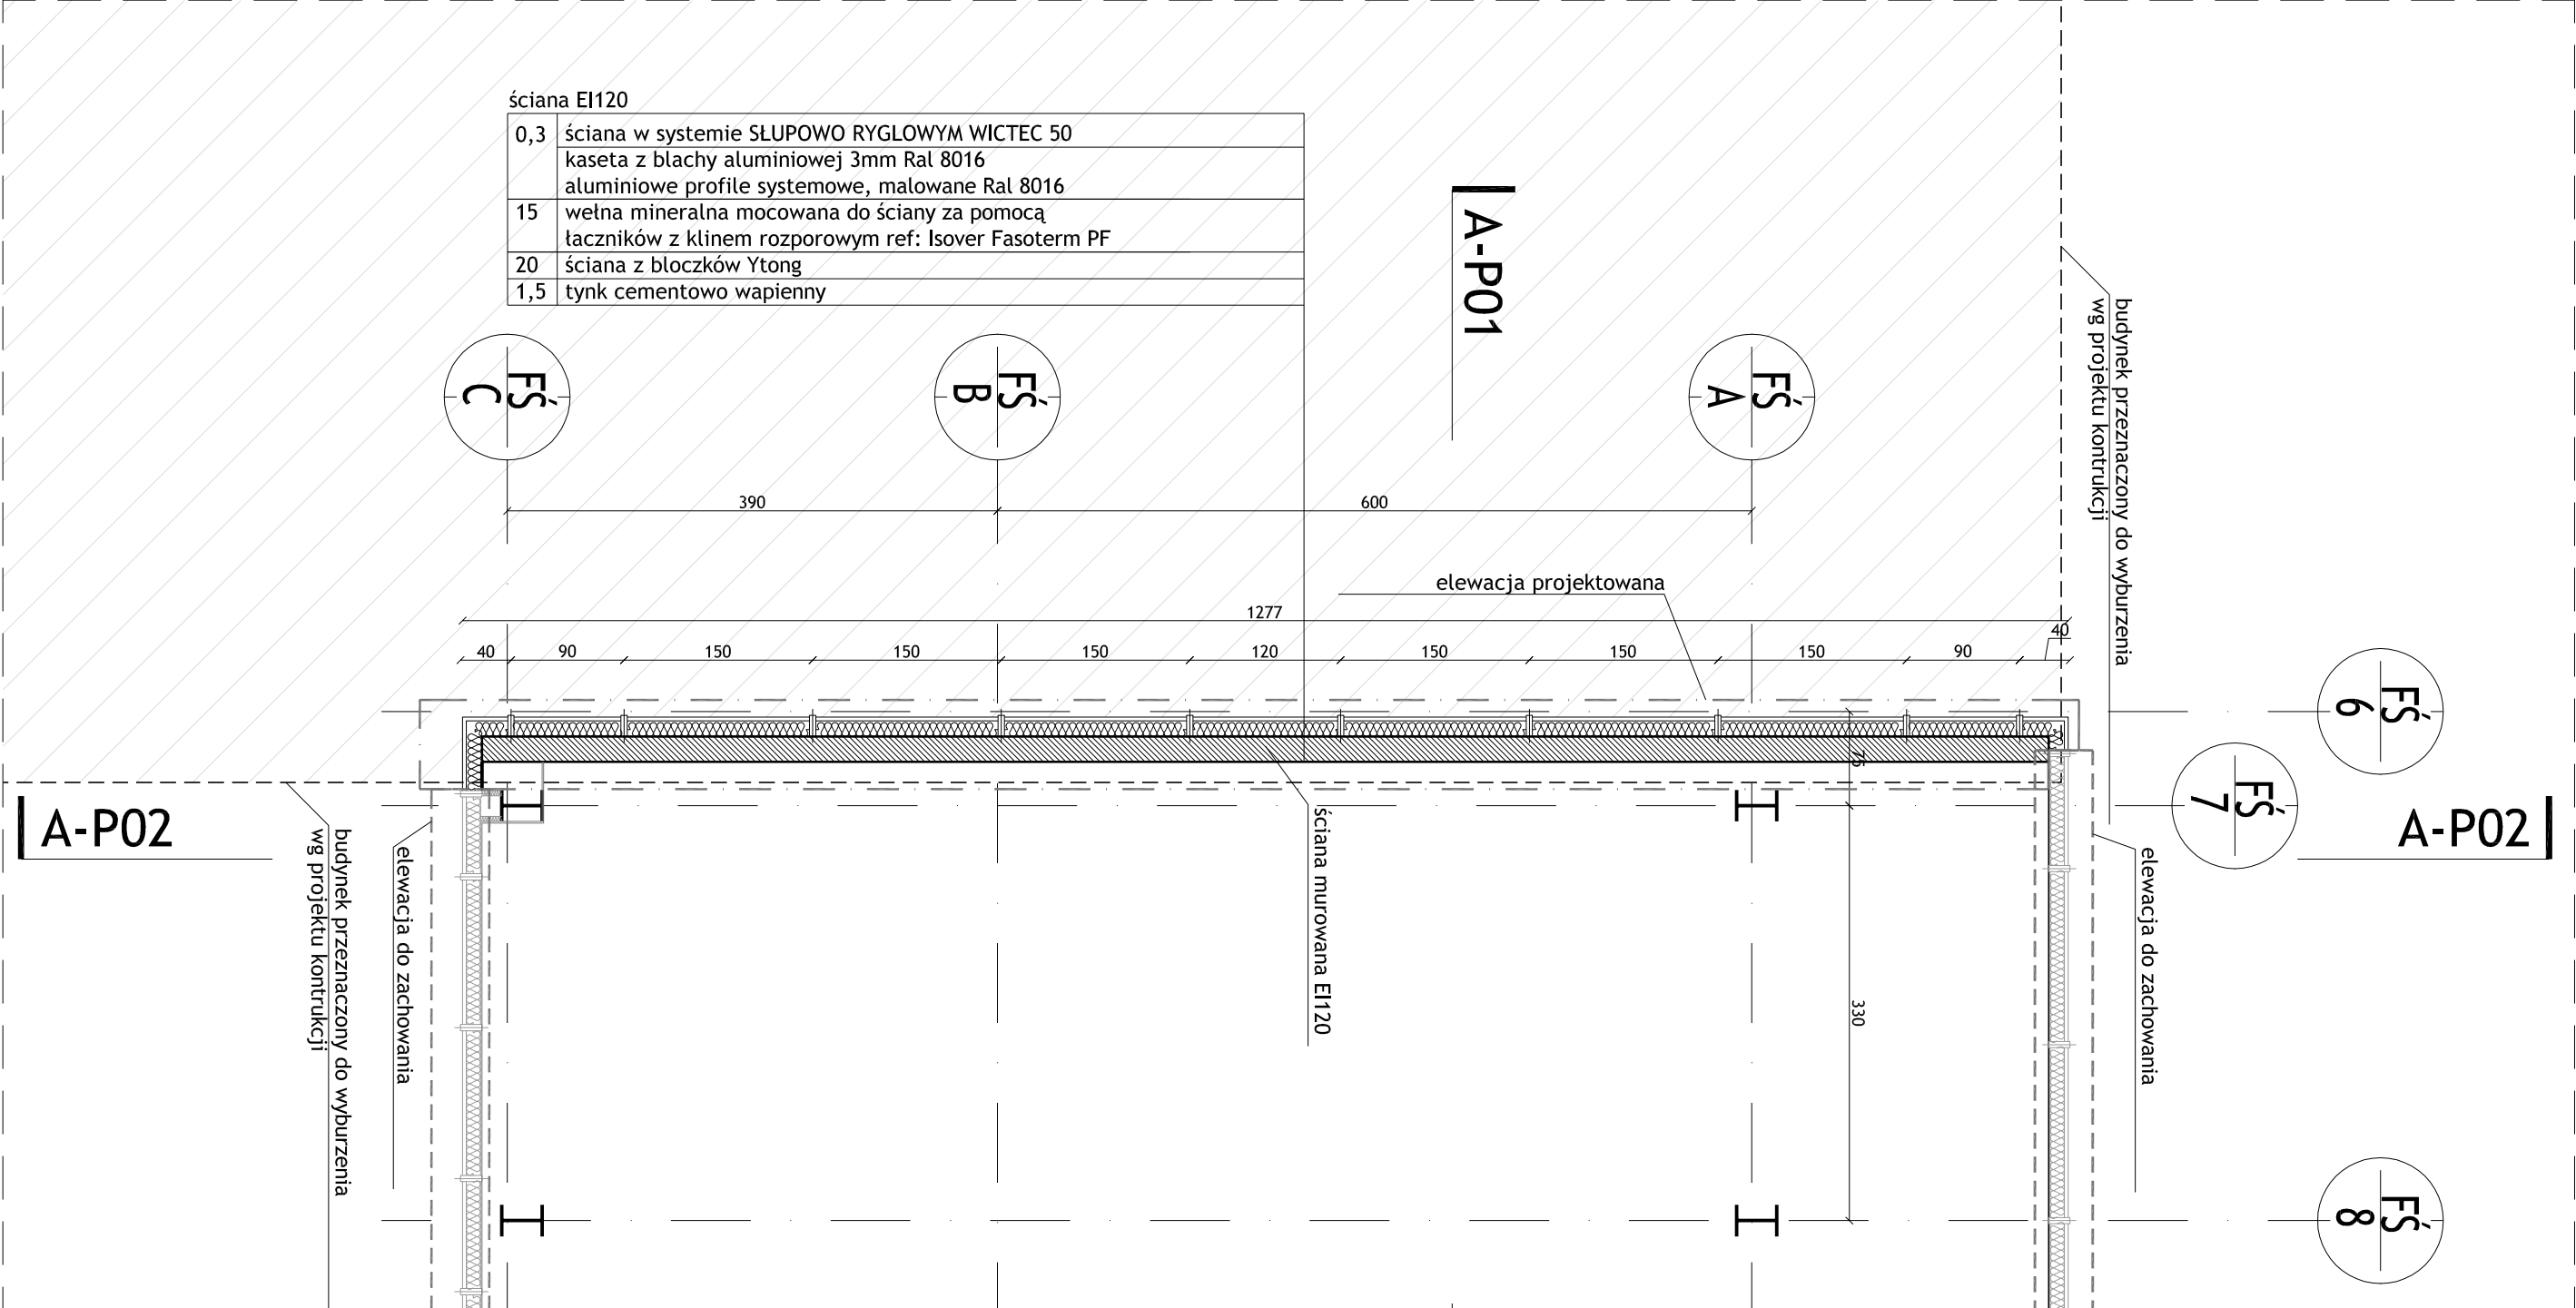 ściana EI120
0,3 ściana w systemie SŁUPOWO RYGLOWYM WICTEC 50
kaseta z blachy aluminiowej 3mm Ral 8016
aluminiowe profile systemowe, malowane Ral 8016
15 wełna mineralna mocowana do ściany za pomocą
łaczników z klinem rozporowym ref: Isover Fasoterm PF
20 ściana z bloczków Ytong
1,5 tynk cementowo wapienny
A-P01
budynek przeznaczony do wyburzenia
wg projektu kontrukcji
FŚ
C
FŚ
B
FŚ
A
390
600
elewacja projektowana
1277
40
40 90 150 150 150 120 150 150 150 90
FŚ
6
75
FŚ
7
A-P02
A-P02
budynek przeznaczony do wyburzenia
wg projektu kontrukcji
elewacja do zachowania
ściana murowana EI120
330
elewacja do zachowania
FŚ
8